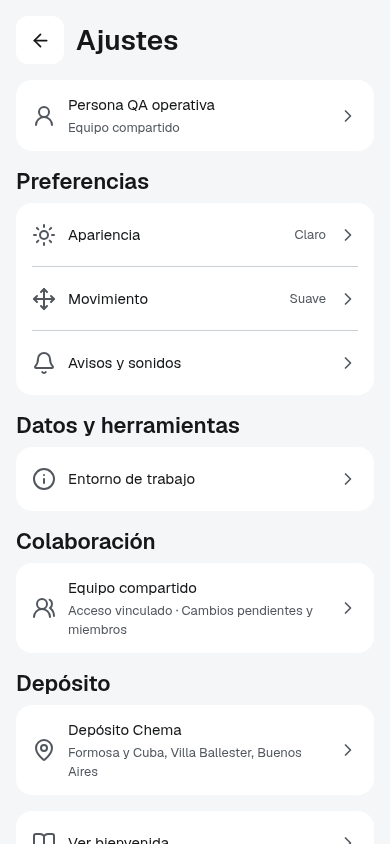 Ajustes
Persona QA operativa
Equipo compartido
Preferencias
Apariencia Claro
Movimiento Suave
Avisos y sonidos
Datos y herramientas
Entorno de trabajo
Colaboración
Equipo compartido
Acceso vinculado · Cambios pendientes y
miembros
Depósito
Depósito Chema
Formosa y Cuba, Villa Ballester, Buenos
Aires
Ver bienvenida